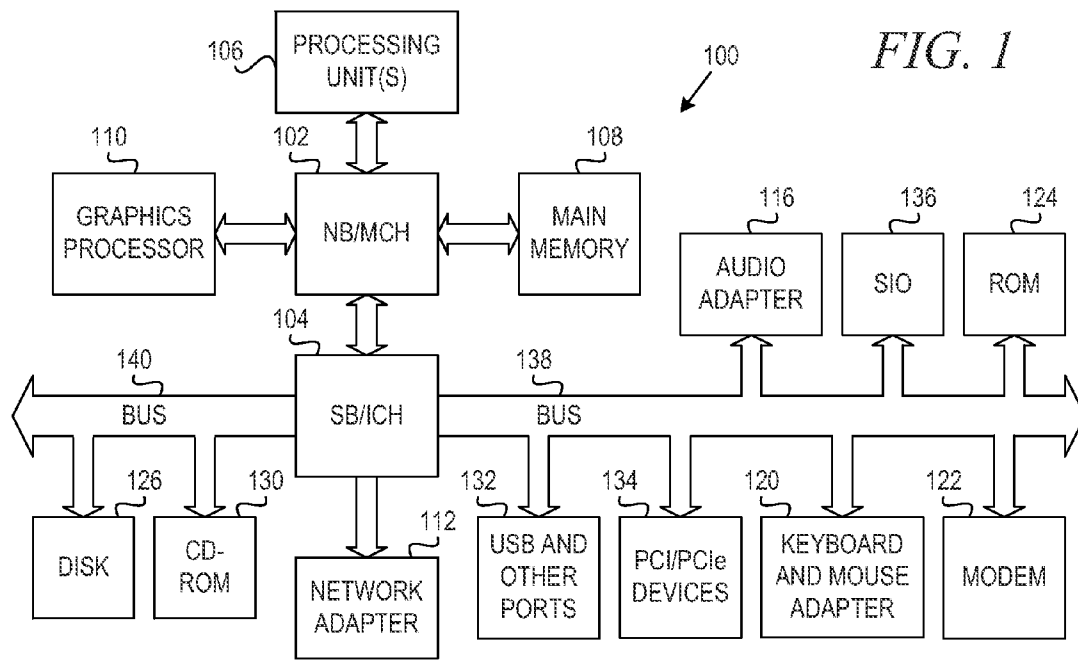 FIG. 1
100
106
PROCESSING
UNIT(S)
110
GRAPHICS
PROCESSOR
102
NB/MCH
108
MAIN
MEMORY
116
AUDIO
ADAPTER
136
SIO
124
ROM
104
SB/ICH
140
BUS
138
BUS
126
DISK
130
CD-
ROM
112
NETWORK
ADAPTER
132
USB AND
OTHER
PORTS
134
PCI/PCIe
DEVICES
120
KEYBOARD
AND MOUSE
ADAPTER
122
MODEM